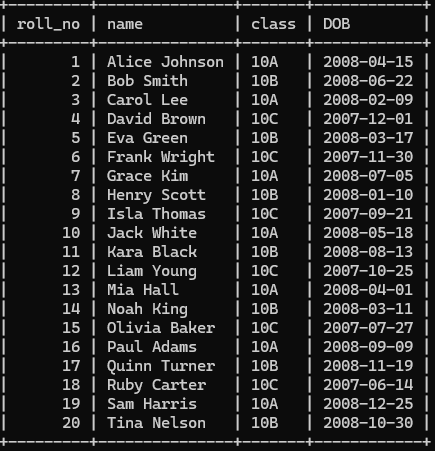 +---------+---------------+-------+------------+
| roll_no | name          | class | DOB        |
+---------+---------------+-------+------------+
|       1 | Alice Johnson | 10A   | 2008-04-15 |
|       2 | Bob Smith     | 10B   | 2008-06-22 |
|       3 | Carol Lee     | 10A   | 2008-02-09 |
|       4 | David Brown   | 10C   | 2007-12-01 |
|       5 | Eva Green     | 10B   | 2008-03-17 |
|       6 | Frank Wright  | 10C   | 2007-11-30 |
|       7 | Grace Kim     | 10A   | 2008-07-05 |
|       8 | Henry Scott   | 10B   | 2008-01-10 |
|       9 | Isla Thomas   | 10C   | 2007-09-21 |
|      10 | Jack White    | 10A   | 2008-05-18 |
|      11 | Kara Black    | 10B   | 2008-08-13 |
|      12 | Liam Young    | 10C   | 2007-10-25 |
|      13 | Mia Hall      | 10A   | 2008-04-01 |
|      14 | Noah King     | 10B   | 2008-03-11 |
|      15 | Olivia Baker  | 10C   | 2007-07-27 |
|      16 | Paul Adams    | 10A   | 2008-09-09 |
|      17 | Quinn Turner  | 10B   | 2008-11-19 |
|      18 | Ruby Carter   | 10C   | 2007-06-14 |
|      19 | Sam Harris    | 10A   | 2008-12-25 |
|      20 | Tina Nelson   | 10B   | 2008-10-30 |
+---------+---------------+-------+------------+